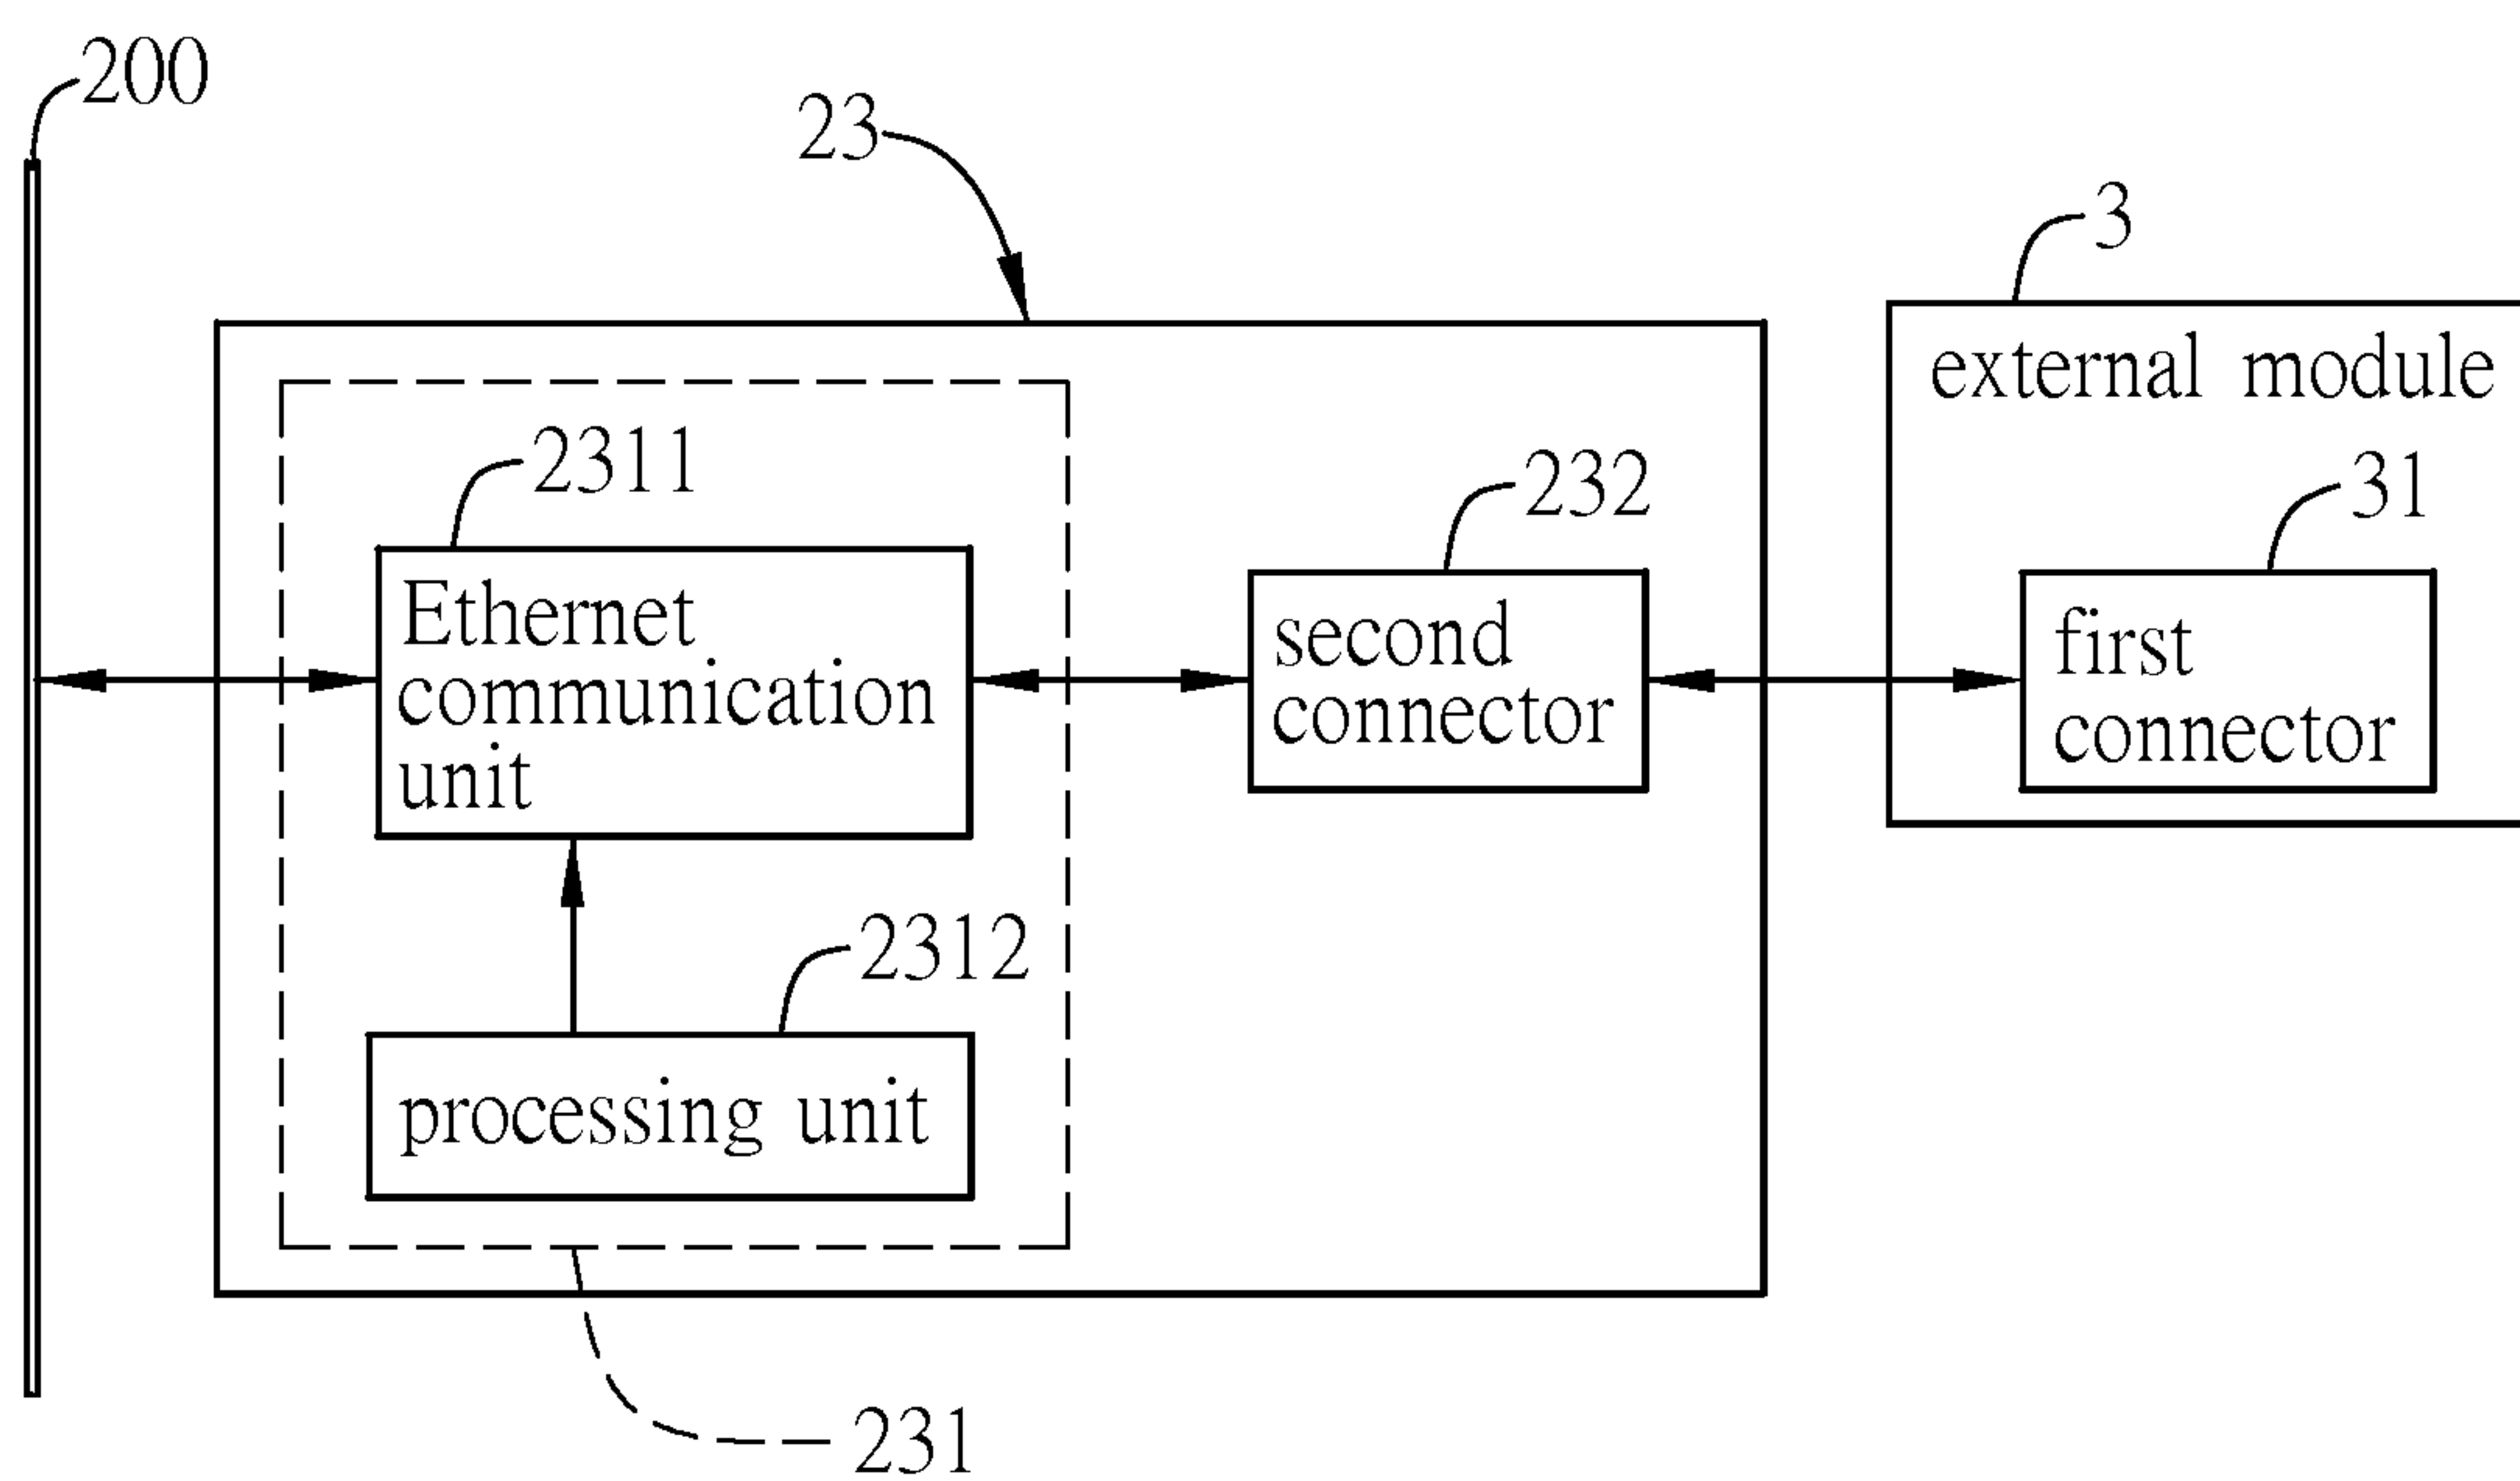 200
23
3
external module
2311
232
31
Ethernet
communication
unit
second
connector
first
connector
2312
processing unit
231